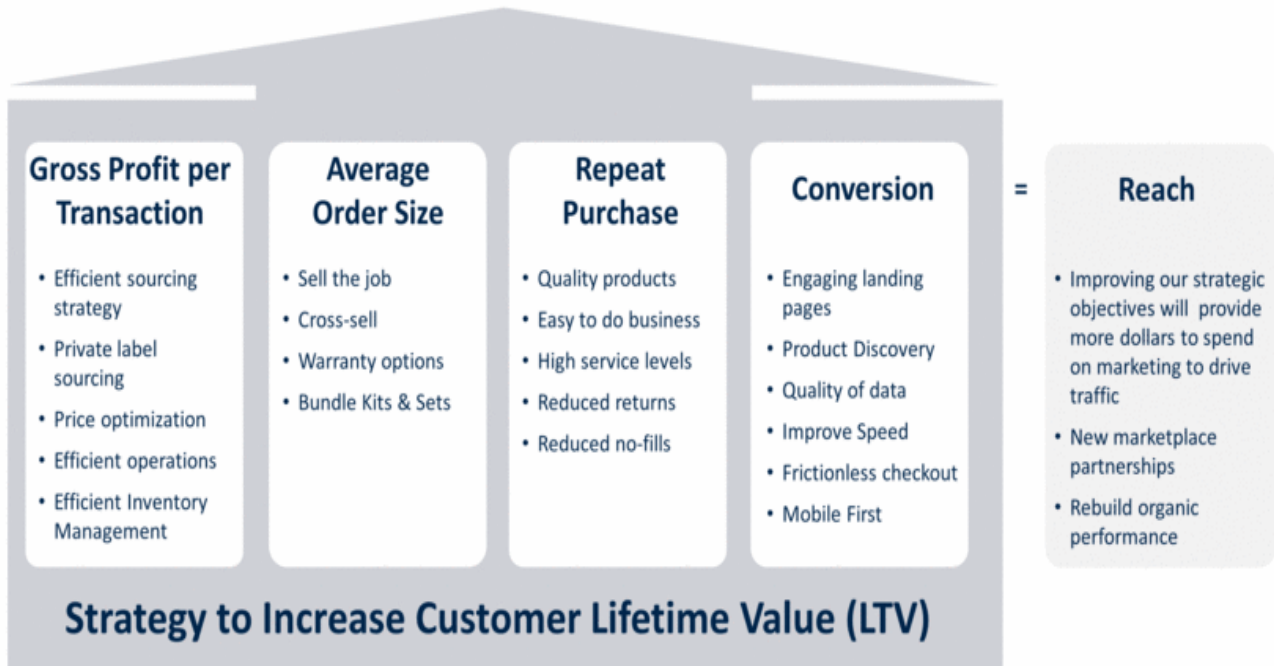 Gross Profit per
Transaction
• Efficient sourcing
strategy
• Private label
sourcing
• Price optimization
• Efficient operations
• Efficient Inventory
Management
Average
Order Size
• Sell the job
• Cross-sell
• Warranty options
• Bundle Kits & Sets
Repeat
Purchase
• Quality products
• Easy to do business
• High service levels
• Reduced returns
• Reduced no-fills
Conversion
• Engaging landing
pages
• Product Discovery
• Quality of data
• Improve Speed
• Frictionless checkout
• Mobile First
=
Reach
• Improving our strategic
objectives will provide
more dollars to spend
on marketing to drive
traffic
• New marketplace
partnerships
• Rebuild organic
performance
Strategy to Increase Customer Lifetime Value (LTV)